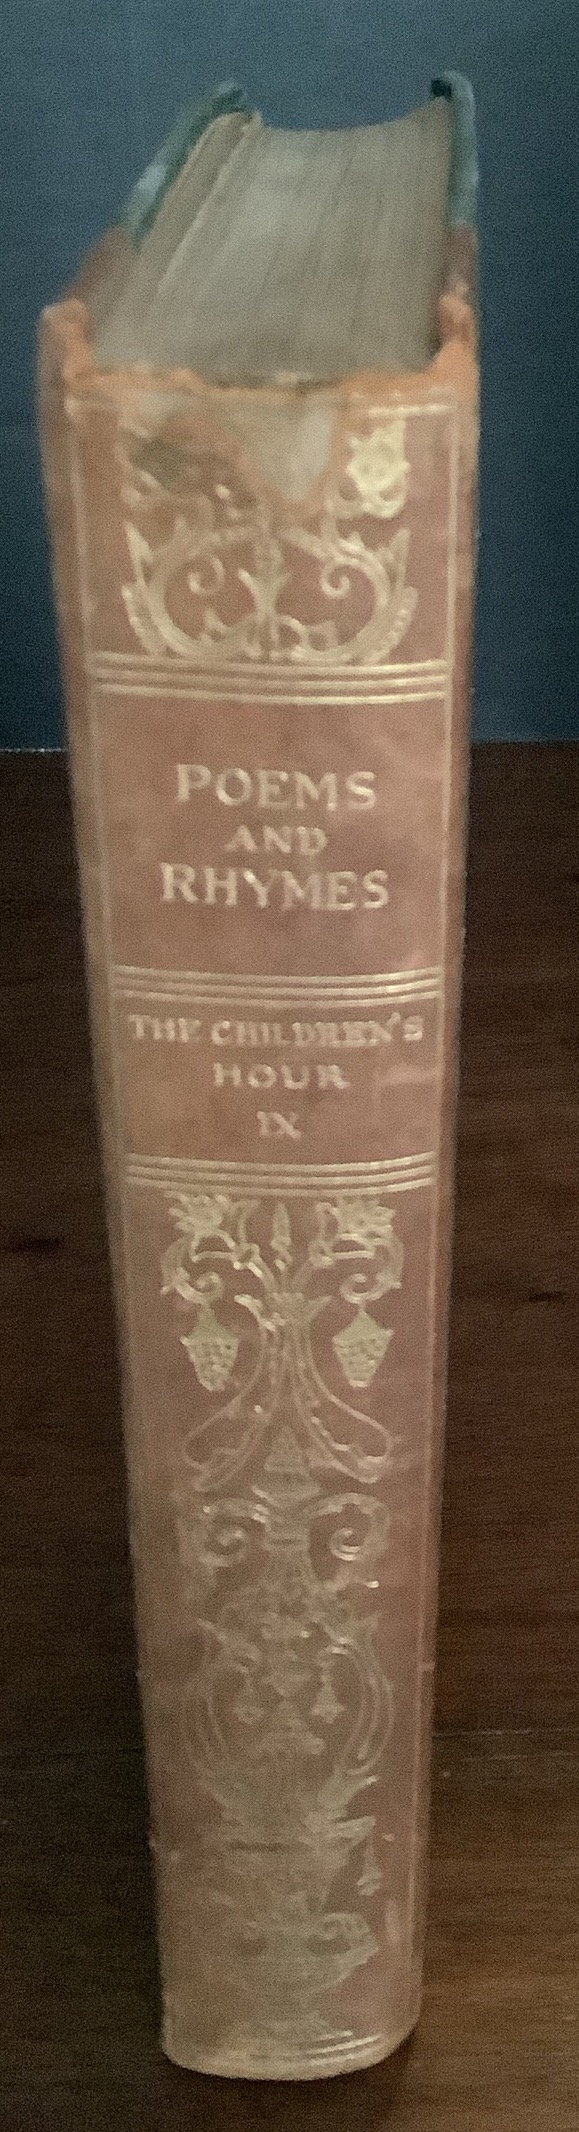 POEMS
AND
RHYMES
THE CHILDREN'S
HOUR
IX